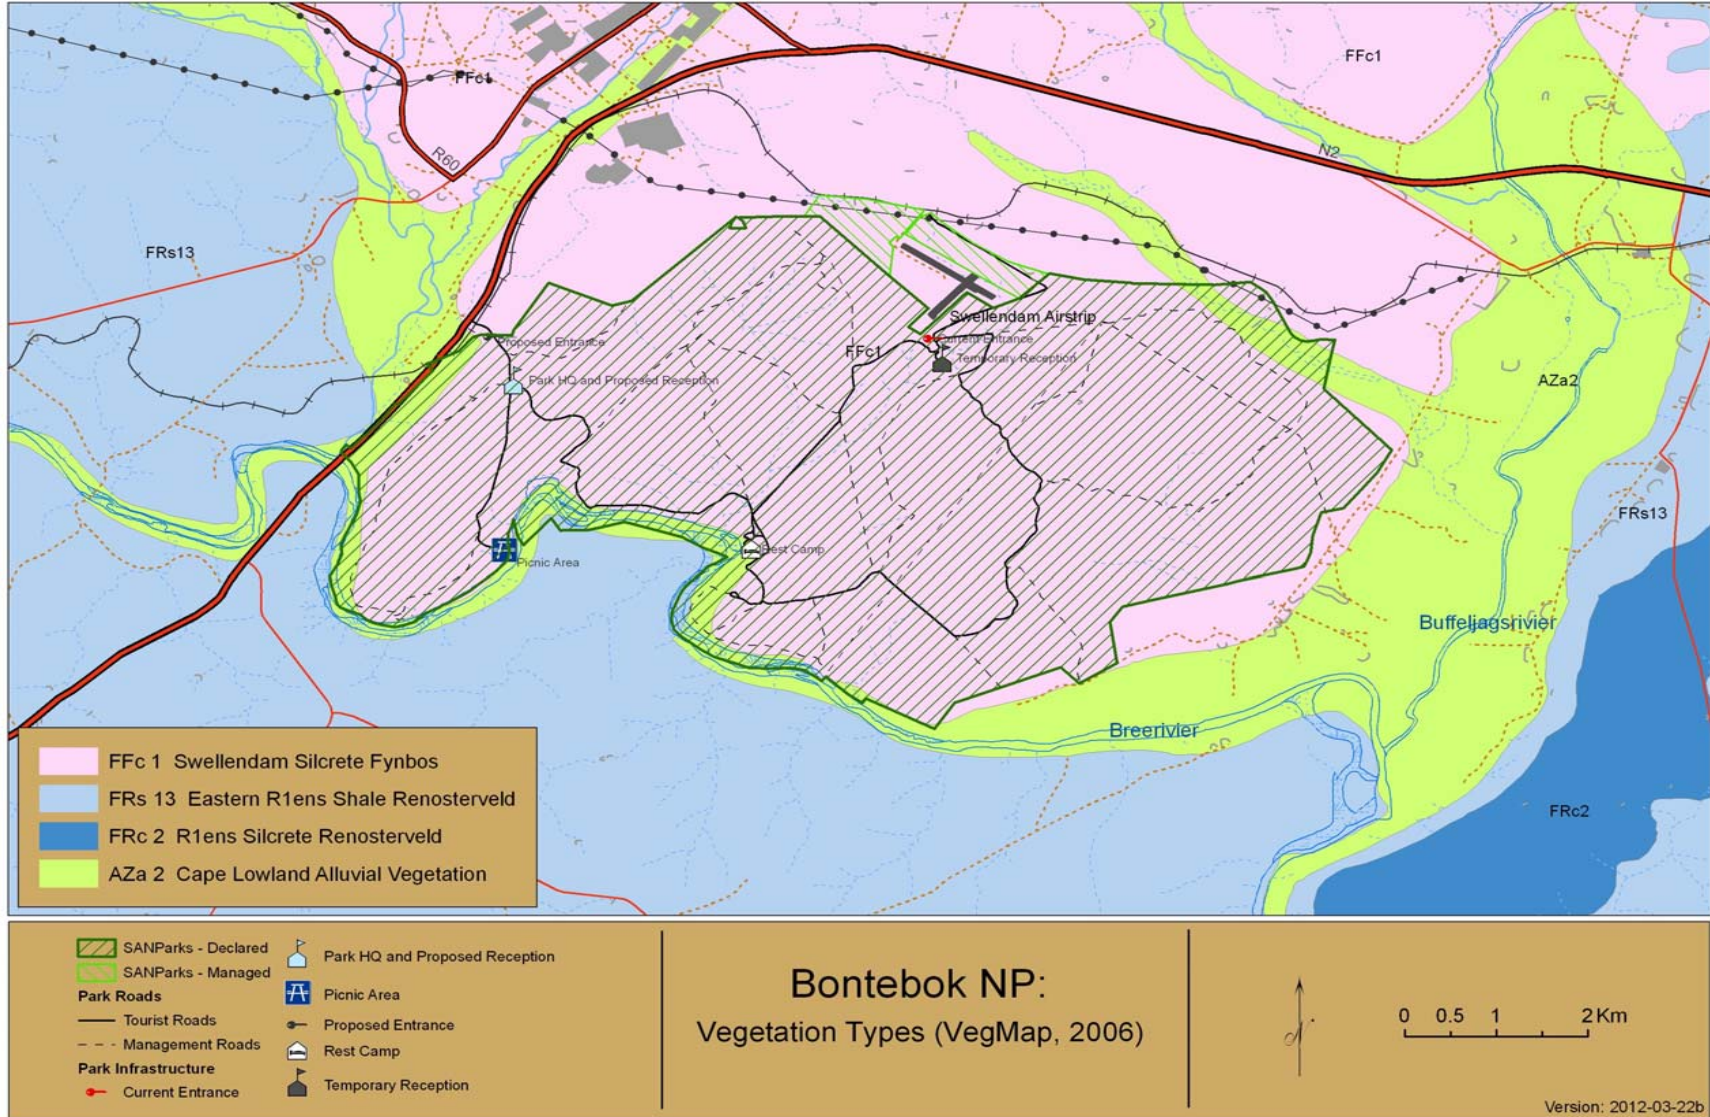 FFc1
FFc1
R60
N2
FRs13
Swellendam Airstrip
Proposed Entrance
FFc1
Current Entrance
Temporary Reception
Park HQ and Proposed Reception
AZa2
FRs13
Rest Camp
Picnic Area
Buffeljagsrivier
Breerivier
FRc2
FFc 1 Swellendam Silcrete Fynbos
FRs 13 Eastern R1ens Shale Renosterveld
FRc 2 R1ens Silcrete Renosterveld
AZa 2 Cape Lowland Alluvial Vegetation
SANParks - Declared
SANParks - Managed
Park Roads
Tourist Roads
Management Roads
Park Infrastructure
Current Entrance
Park HQ and Proposed Reception
Picnic Area
Proposed Entrance
Rest Camp
Temporary Reception
Bontebok NP:
Vegetation Types (VegMap, 2006)
N
0 0.5 1 2 Km
Version: 2012-03-22b